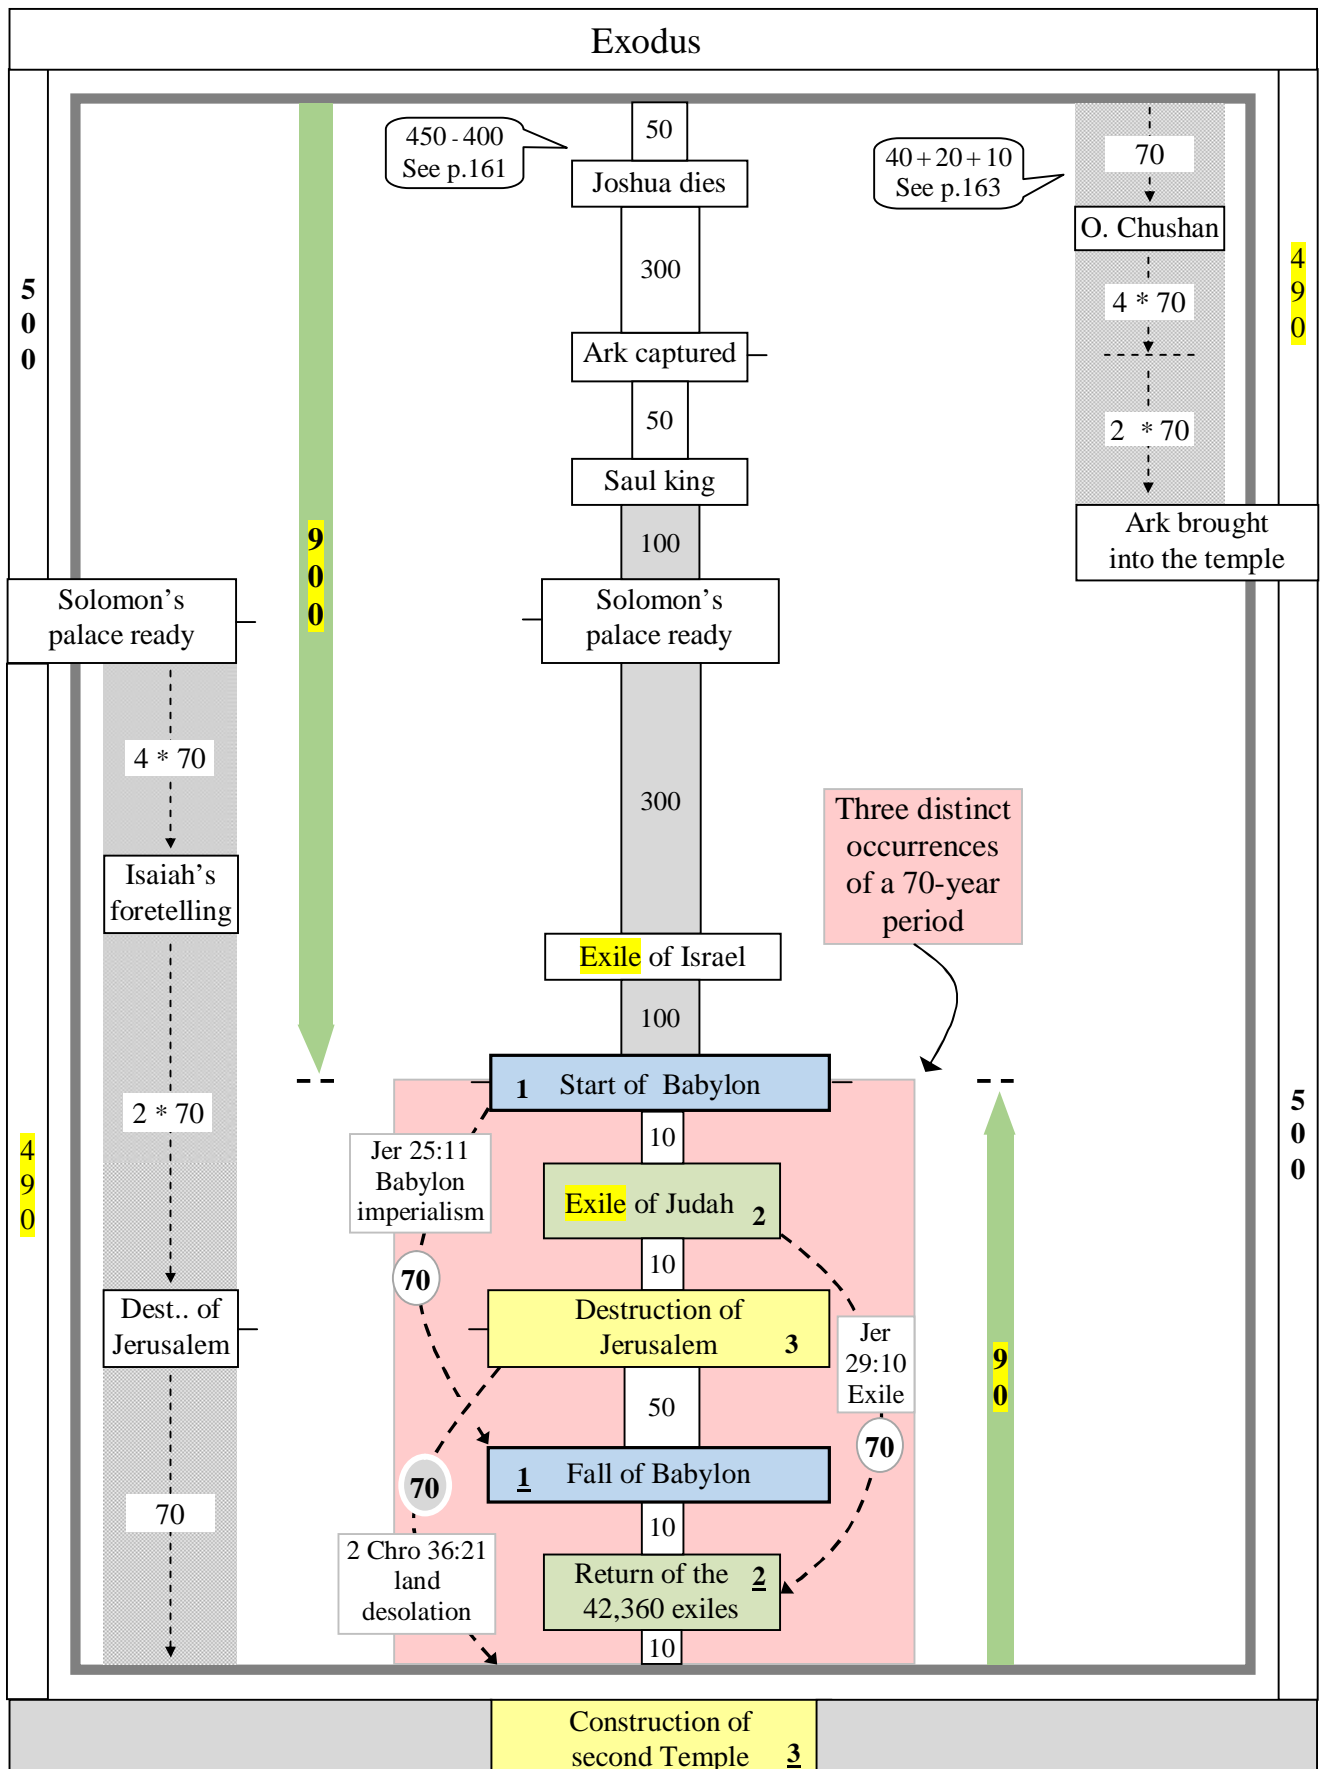 Exodus
50
450 - 400
See p.161
Joshua dies
40 + 20 + 10
See p.163
70
O. Chushan
300
4 * 70
5
0
0
4
9
0
Ark captured
50
2 * 70
Saul king
100
Ark brought
into the temple
9
0
0
Solomon's
palace ready
Solomon's
palace ready
4 * 70
300
Three distinct
occurrences
of a 70-year
period
Isaiah's
foretelling
Exile of Israel
100
1 Start of Babylon
2 * 70
10
5
0
0
4
9
0
Jer 25:11
Babylon
imperialism
Exile of Judah 2
70
10
Dest.. of
Jerusalem
Destruction of
Jerusalem 3
Jer
29:10
Exile
9
0
50
70
1 Fall of Babylon
70
70
10
2 Chro 36:21
land
desolation
Return of the 2
42,360 exiles
10
Construction of
second Temple 3